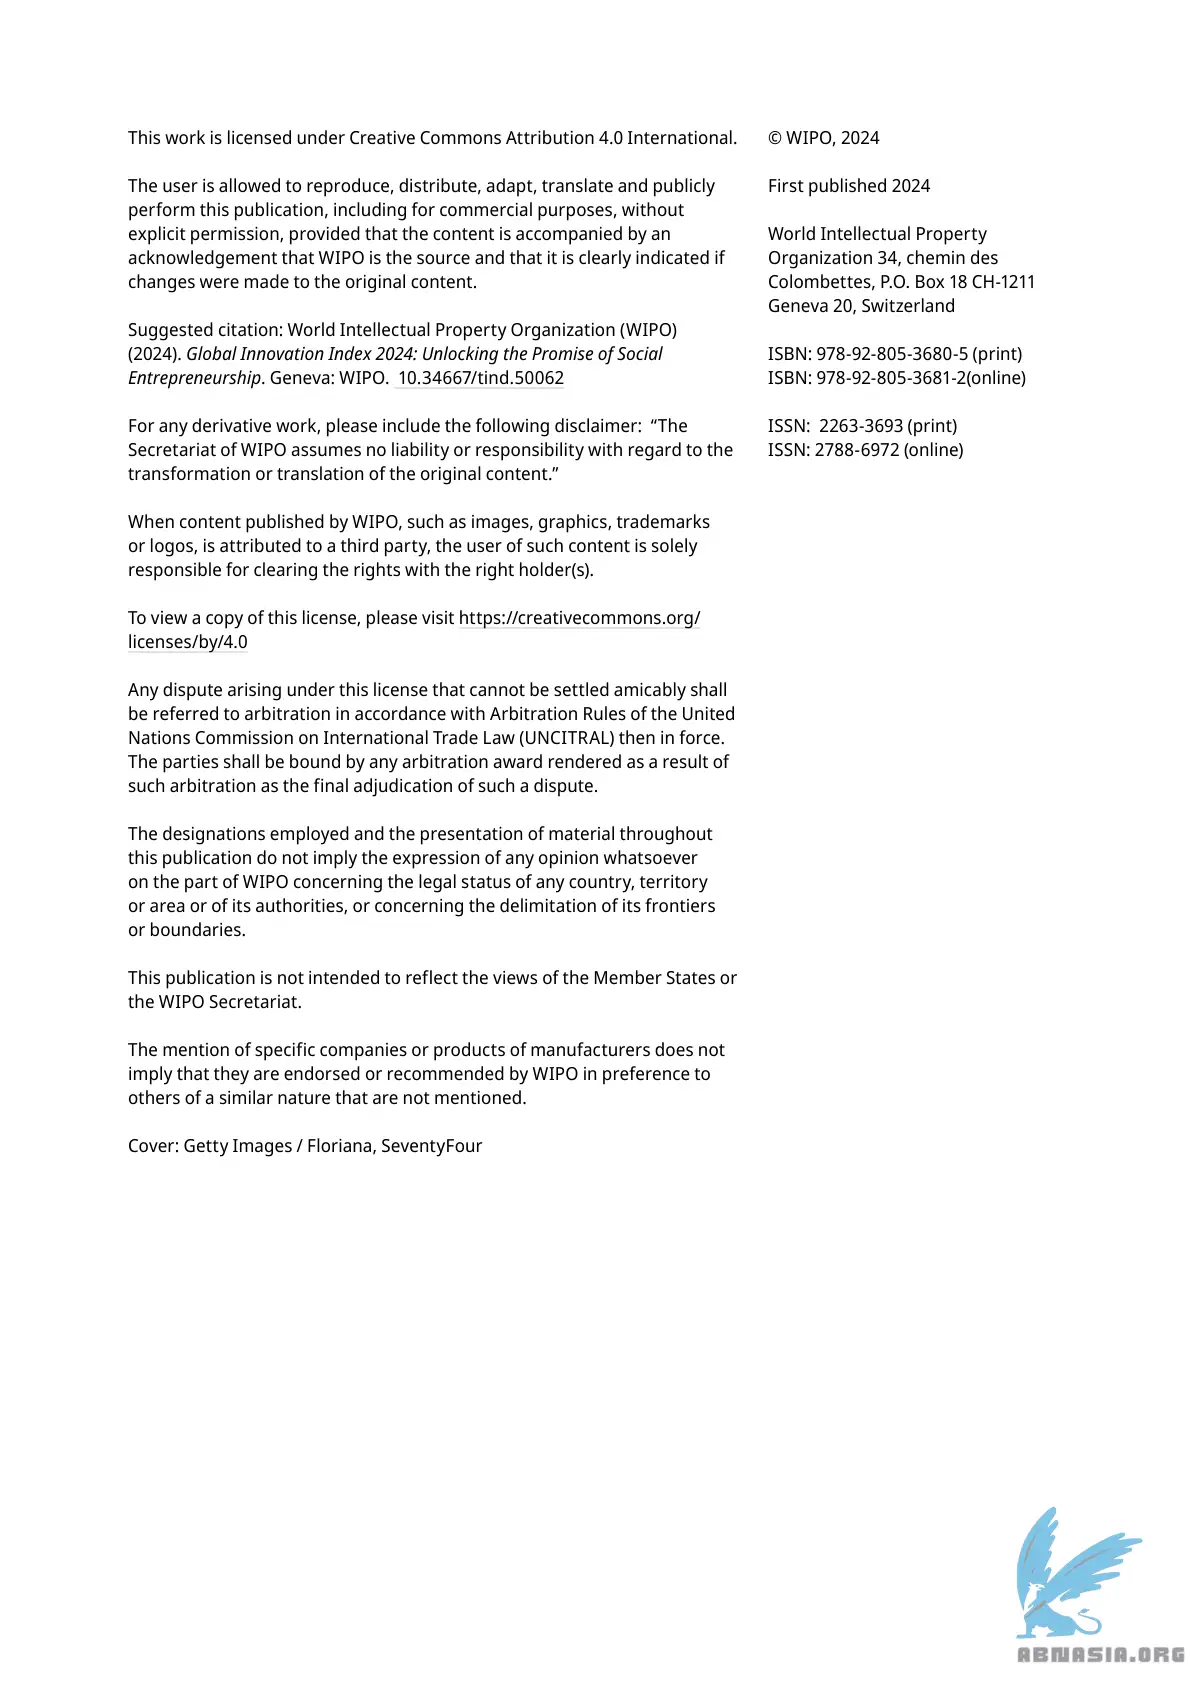 This work is licensed under Creative Commons Attribution 4.0 International.
The user is allowed to reproduce, distribute, adapt, translate and publicly
perform this publication, including for commercial purposes, without
explicit permission, provided that the content is accompanied by an
acknowledgement that WIPO is the source and that it is clearly indicated if
changes were made to the original content.
Suggested citation: World Intellectual Property Organization (WIPO)
(2024). Global Innovation Index 2024: Unlocking the Promise of Social
Entrepreneurship. Geneva: WIPO. 10.34667/tind.50062
For any derivative work, please include the following disclaimer: “The
Secretariat of WIPO assumes no liability or responsibility with regard to the
transformation or translation of the original content.”
When content published by WIPO, such as images, graphics, trademarks
or logos, is attributed to a third party, the user of such content is solely
responsible for clearing the rights with the right holder(s).
To view a copy of this license, please visit https://creativecommons.org/
licenses/by/4.0
Any dispute arising under this license that cannot be settled amicably shall
be referred to arbitration in accordance with Arbitration Rules of the United
Nations Commission on International Trade Law (UNCITRAL) then in force.
The parties shall be bound by any arbitration award rendered as a result of
such arbitration as the final adjudication of such a dispute.
The designations employed and the presentation of material throughout
this publication do not imply the expression of any opinion whatsoever
on the part of WIPO concerning the legal status of any country, territory
or area or of its authorities, or concerning the delimitation of its frontiers
or boundaries.
This publication is not intended to reflect the views of the Member States or
the WIPO Secretariat.
The mention of specific companies or products of manufacturers does not
imply that they are endorsed or recommended by WIPO in preference to
others of a similar nature that are not mentioned.
Cover: Getty Images / Floriana, SeventyFour
© WIPO, 2024
First published 2024
World Intellectual Property
Organization 34, chemin des
Colombettes, P.O. Box 18 CH-1211
Geneva 20, Switzerland
ISBN: 978-92-805-3680-5 (print)
ISBN: 978-92-805-3681-2(online)
ISSN: 2263-3693 (print)
ISSN: 2788-6972 (online)
ABNASIA.ORG